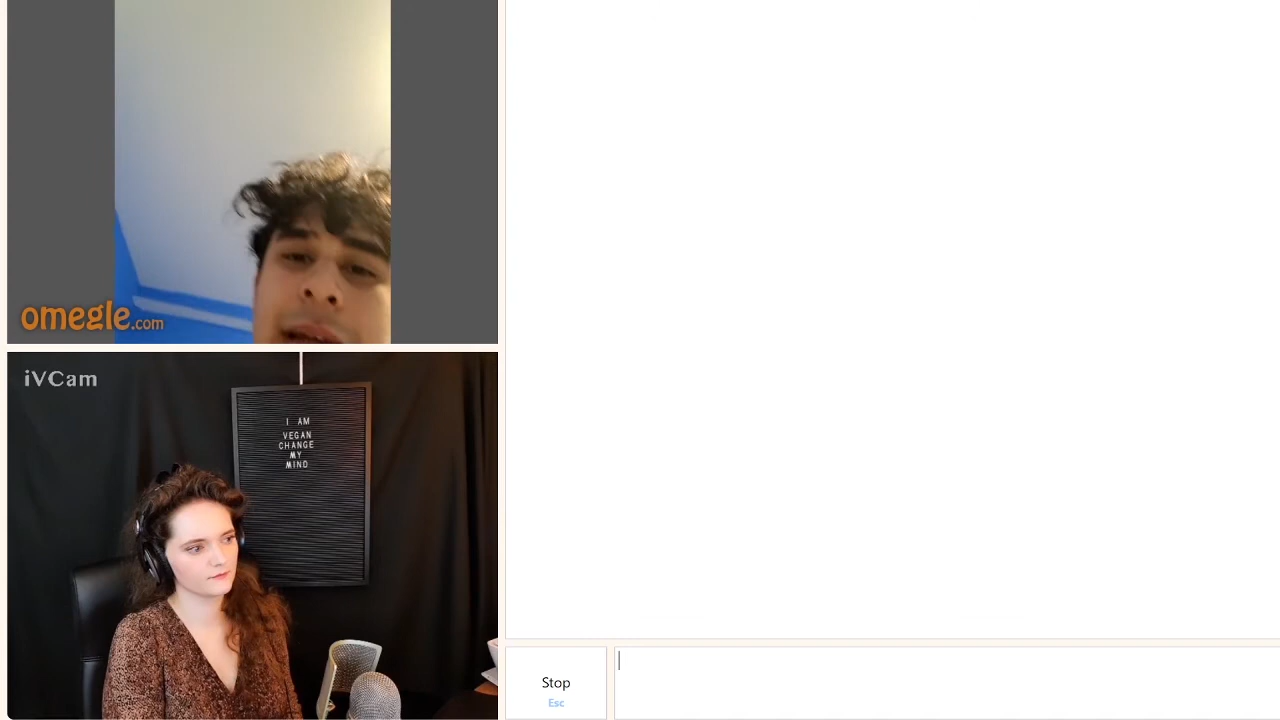 omegle.com
iVCam
I AM
VEGAN
CHANGE
MY
MIND
Stop
Esc